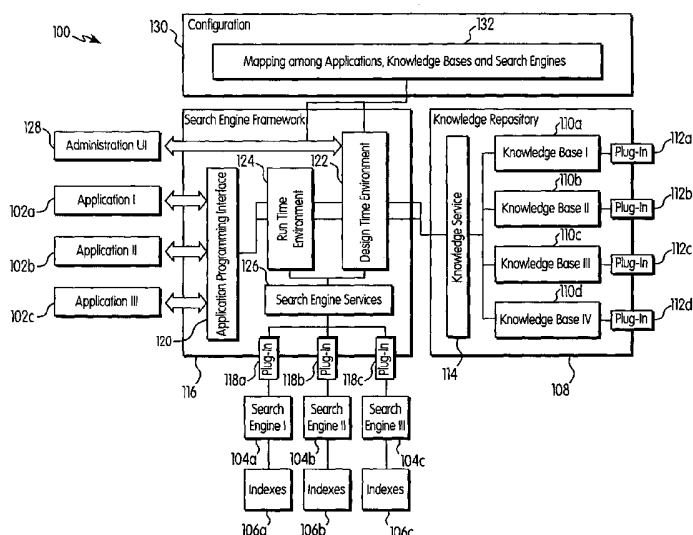 100
130
Configuration
132
Mapping among Applications, Knowledge Bases and Search Engines
Search Engine Framework
Knowledge Repository
128
Administration UI
102a
Application I
102b
Application II
102c
Application III
Application Programming Interface
120
124
Run Time
Environment
122
Design Time Environment
126
Search Engine Services
Knowledge Service
114
110a
Knowledge Base I
Plug-In
112a
110b
Knowledge Base II
Plug-In
112b
110c
Knowledge Base III
Plug-In
112c
110d
Knowledge Base IV
Plug-In
112d
108
116
Plug-In
118a
Plug-In
118b
Plug-In
118c
Search
Engine I
104a
Search
Engine II
104b
Search
Engine III
104c
Indexes
106a
Indexes
106b
Indexes
106c